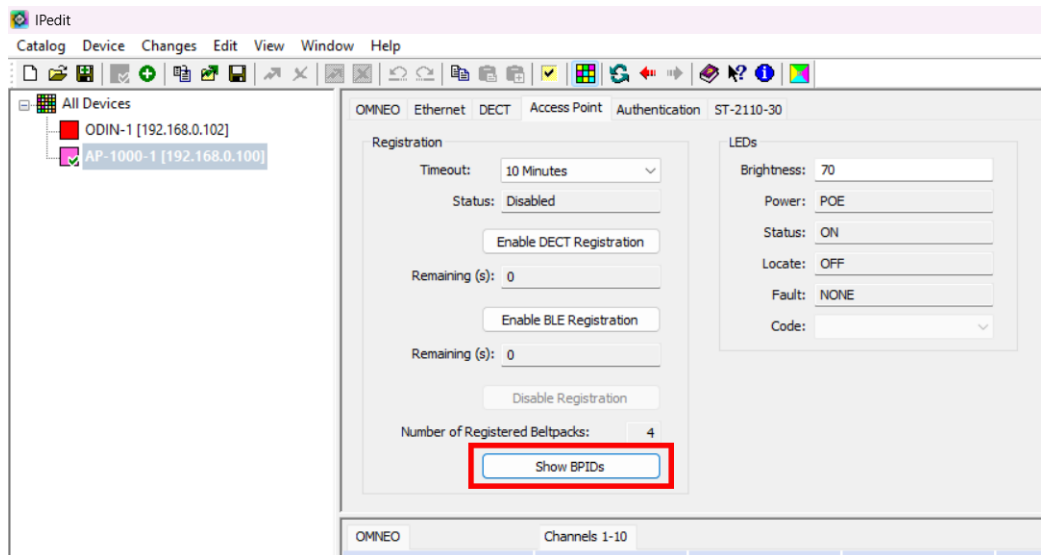 IPedit
Catalog Device Changes Edit View Window Help
All Devices
ODIN-1 [192.168.0.102]
AP-1000-1 [192.168.0.100]
OMNEO Ethernet DECT Access Point Authentication ST-2110-30
Registration
Timeout: 10 Minutes
Status: Disabled
Enable DECT Registration
Remaining (s): 0
Enable BLE Registration
Remaining (s): 0
Disable Registration
Number of Registered Beltpacks: 4
Show BPIDs
LEDs
Brightness: 70
Power: POE
Status: ON
Locate: OFF
Fault: NONE
Code:
OMNEO Channels 1-10